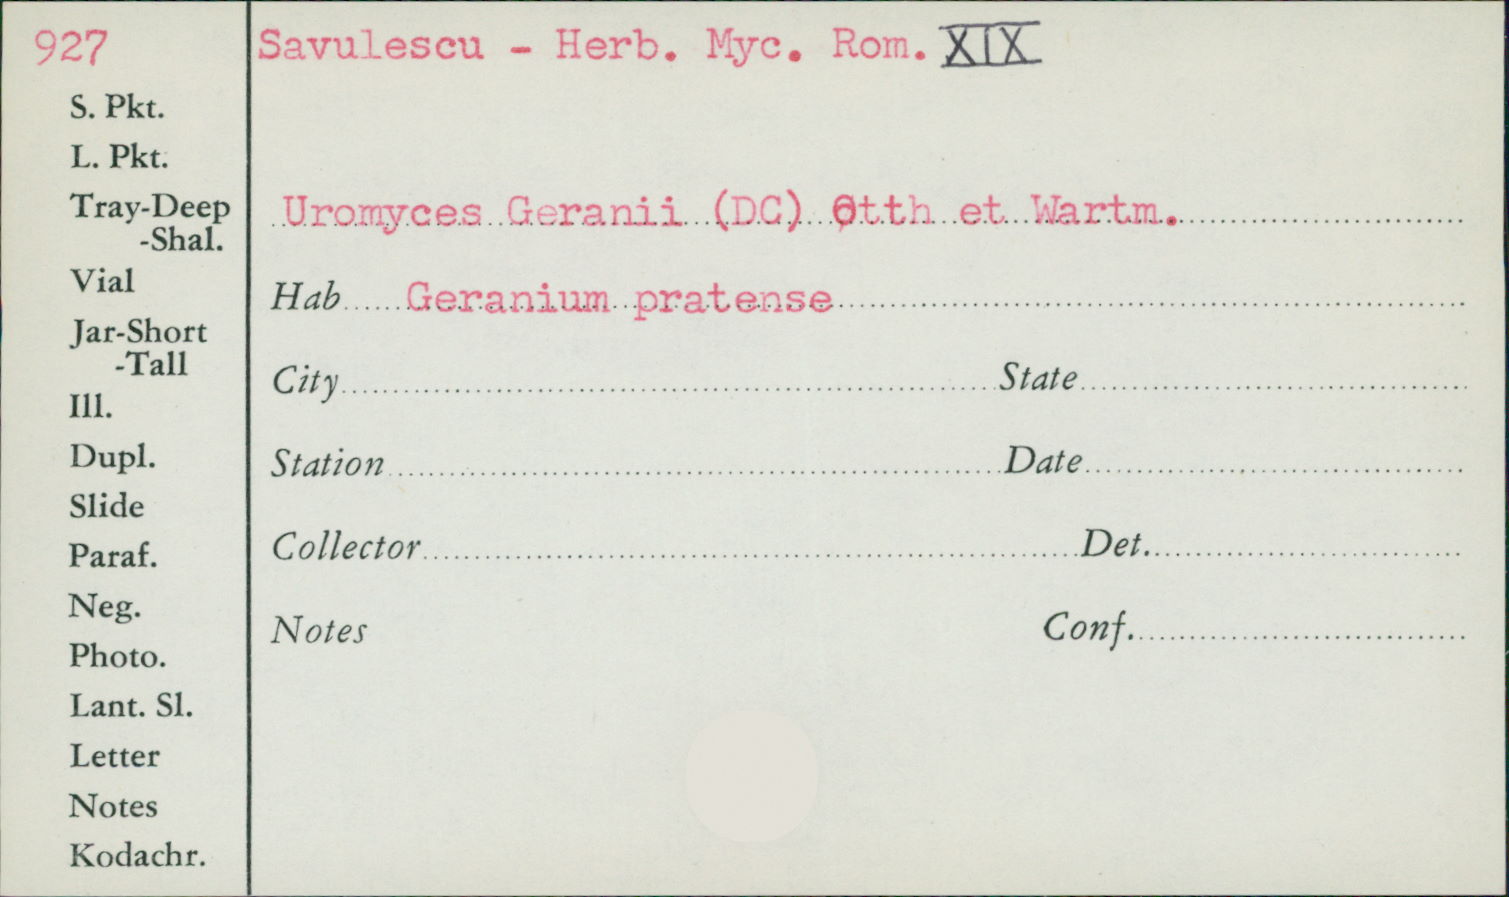 927
Savulescu - Herb. Myc. Rom. XIX
S. Pkt.
L. Pkt.
Tray-Deep
-Shal.
Vial
Jar-Short
-Tall
Ill.
Dupl.
Slide
Paraf.
Neg.
Photo.
Lant. Sl.
Letter
Notes
Kodachr.
Uromyces Geranii (DC) Otth et Wartm.
Hab Geranium pratense
City State
Station Date
Collector Det.
Notes Conf.